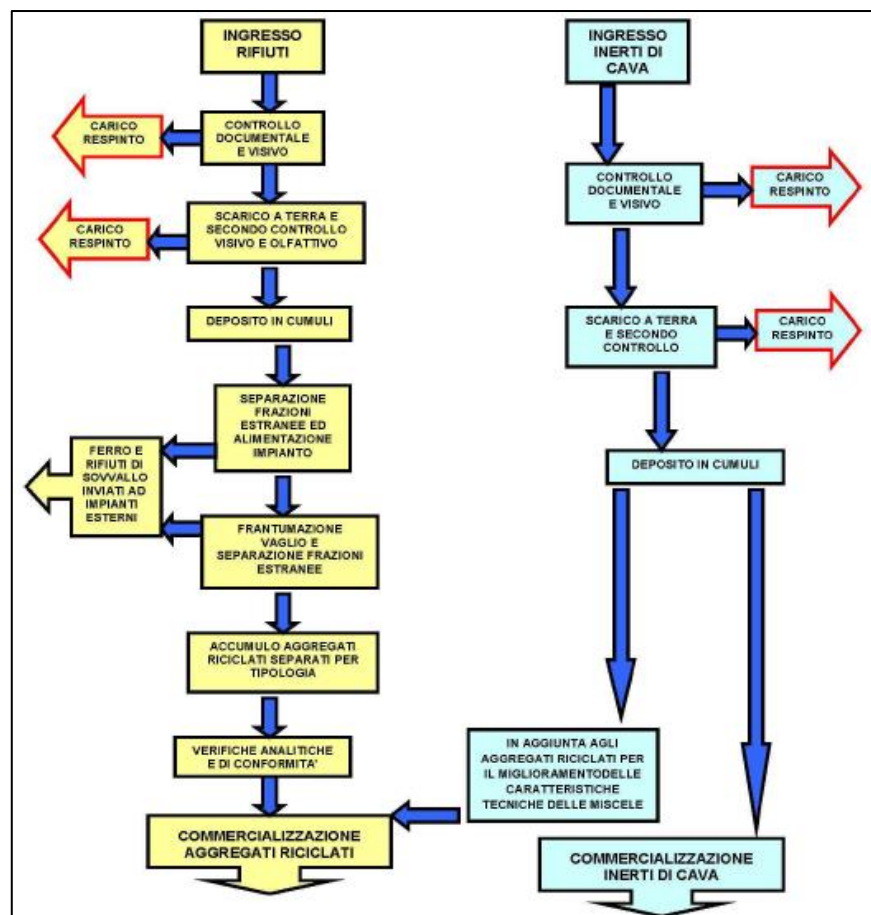 INGRESSO
RIFIUTI
CARICO
RESPINTO
CONTROLLO
DOCUMENTALE
E VISIVO
CARICO
RESPINTO
SCARICO A TERRA E
SECONDO CONTROLLO
VISIVO E OLFATTIVO
DEPOSITO IN CUMULI
SEPARAZIONE
FRAZIONI
ESTRANEE ED
ALIMENTAZIONE
IMPIANTO
FERRO E
RIFIUTI DI
SOVVALLO
INVIATI AD
IMPIANTI
ESTERNI
FRANTUMAZIONE
VAGLIO E
SEPARAZIONE FRAZIONI
ESTRANEE
ACCUMULO AGGREGATI
RICICLATI SEPARATI PER
TIPOLOGIA
VERIFICHE ANALITICHE
E DI CONFORMITA'
COMMERCIALIZZAZIONE
AGGREGATI RICICLATI
INGRESSO
INERTI DI
CAVA
CONTROLLO
DOCUMENTALE
E VISIVO
CARICO
RESPINTO
SCARICO A TERRA
E SECONDO
CONTROLLO
CARICO
RESPINTO
DEPOSITO IN CUMULI
IN AGGIUNTA AGLI
AGGREGATI RICICLATI PER
IL MIGLIORAMENTODELLE
CARATTERISTICHE
TECNICHE DELLE MISCELE
COMMERCIALIZZAZIONE
INERTI DI CAVA